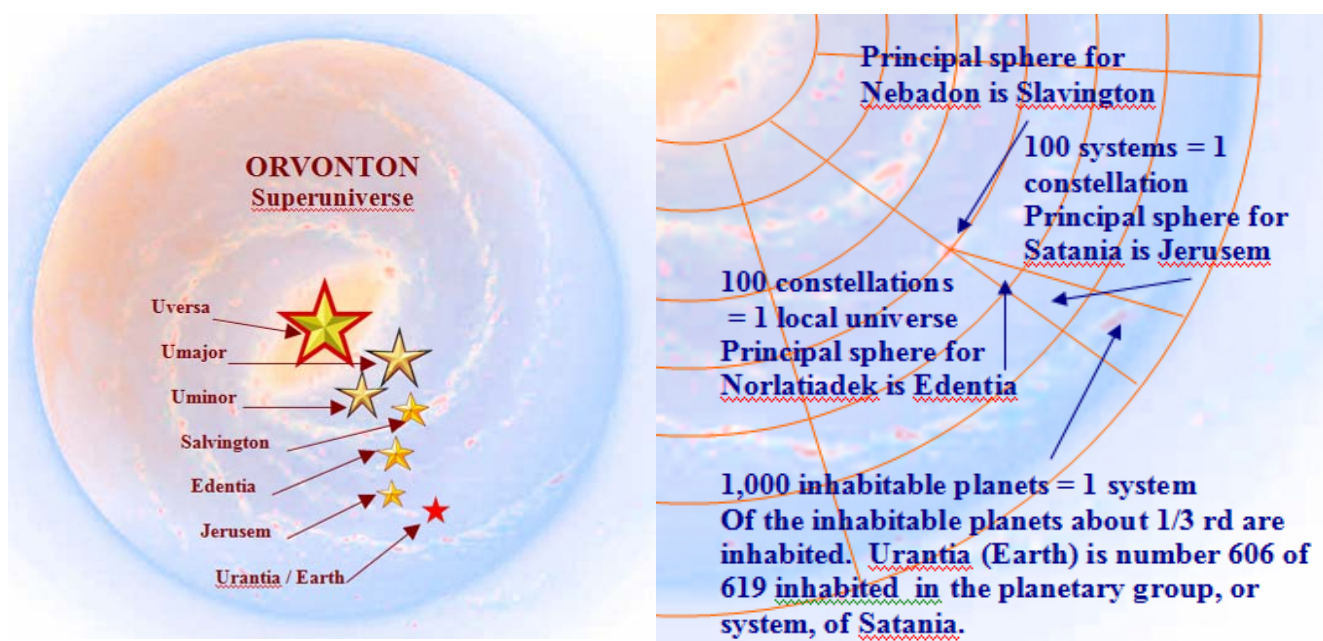 ORVONTON
Superuniverse
Uversa
Umajor
Uminor
Salvington
Edentia
Jerusem
Urantia / Earth
Principal sphere for
Nebadon is Slavington
100 systems = 1
constellation
Principal sphere for
Satania is Jerusem
100 constellations
= 1 local universe
Principal sphere for
Norlatiadek is Edentia
1,000 inhabitable planets = 1 system
Of the inhabitable planets about 1/3 rd are
inhabited.  Urantia (Earth) is number 606 of
619 inhabited  in the planetary group, or
system, of Satania.